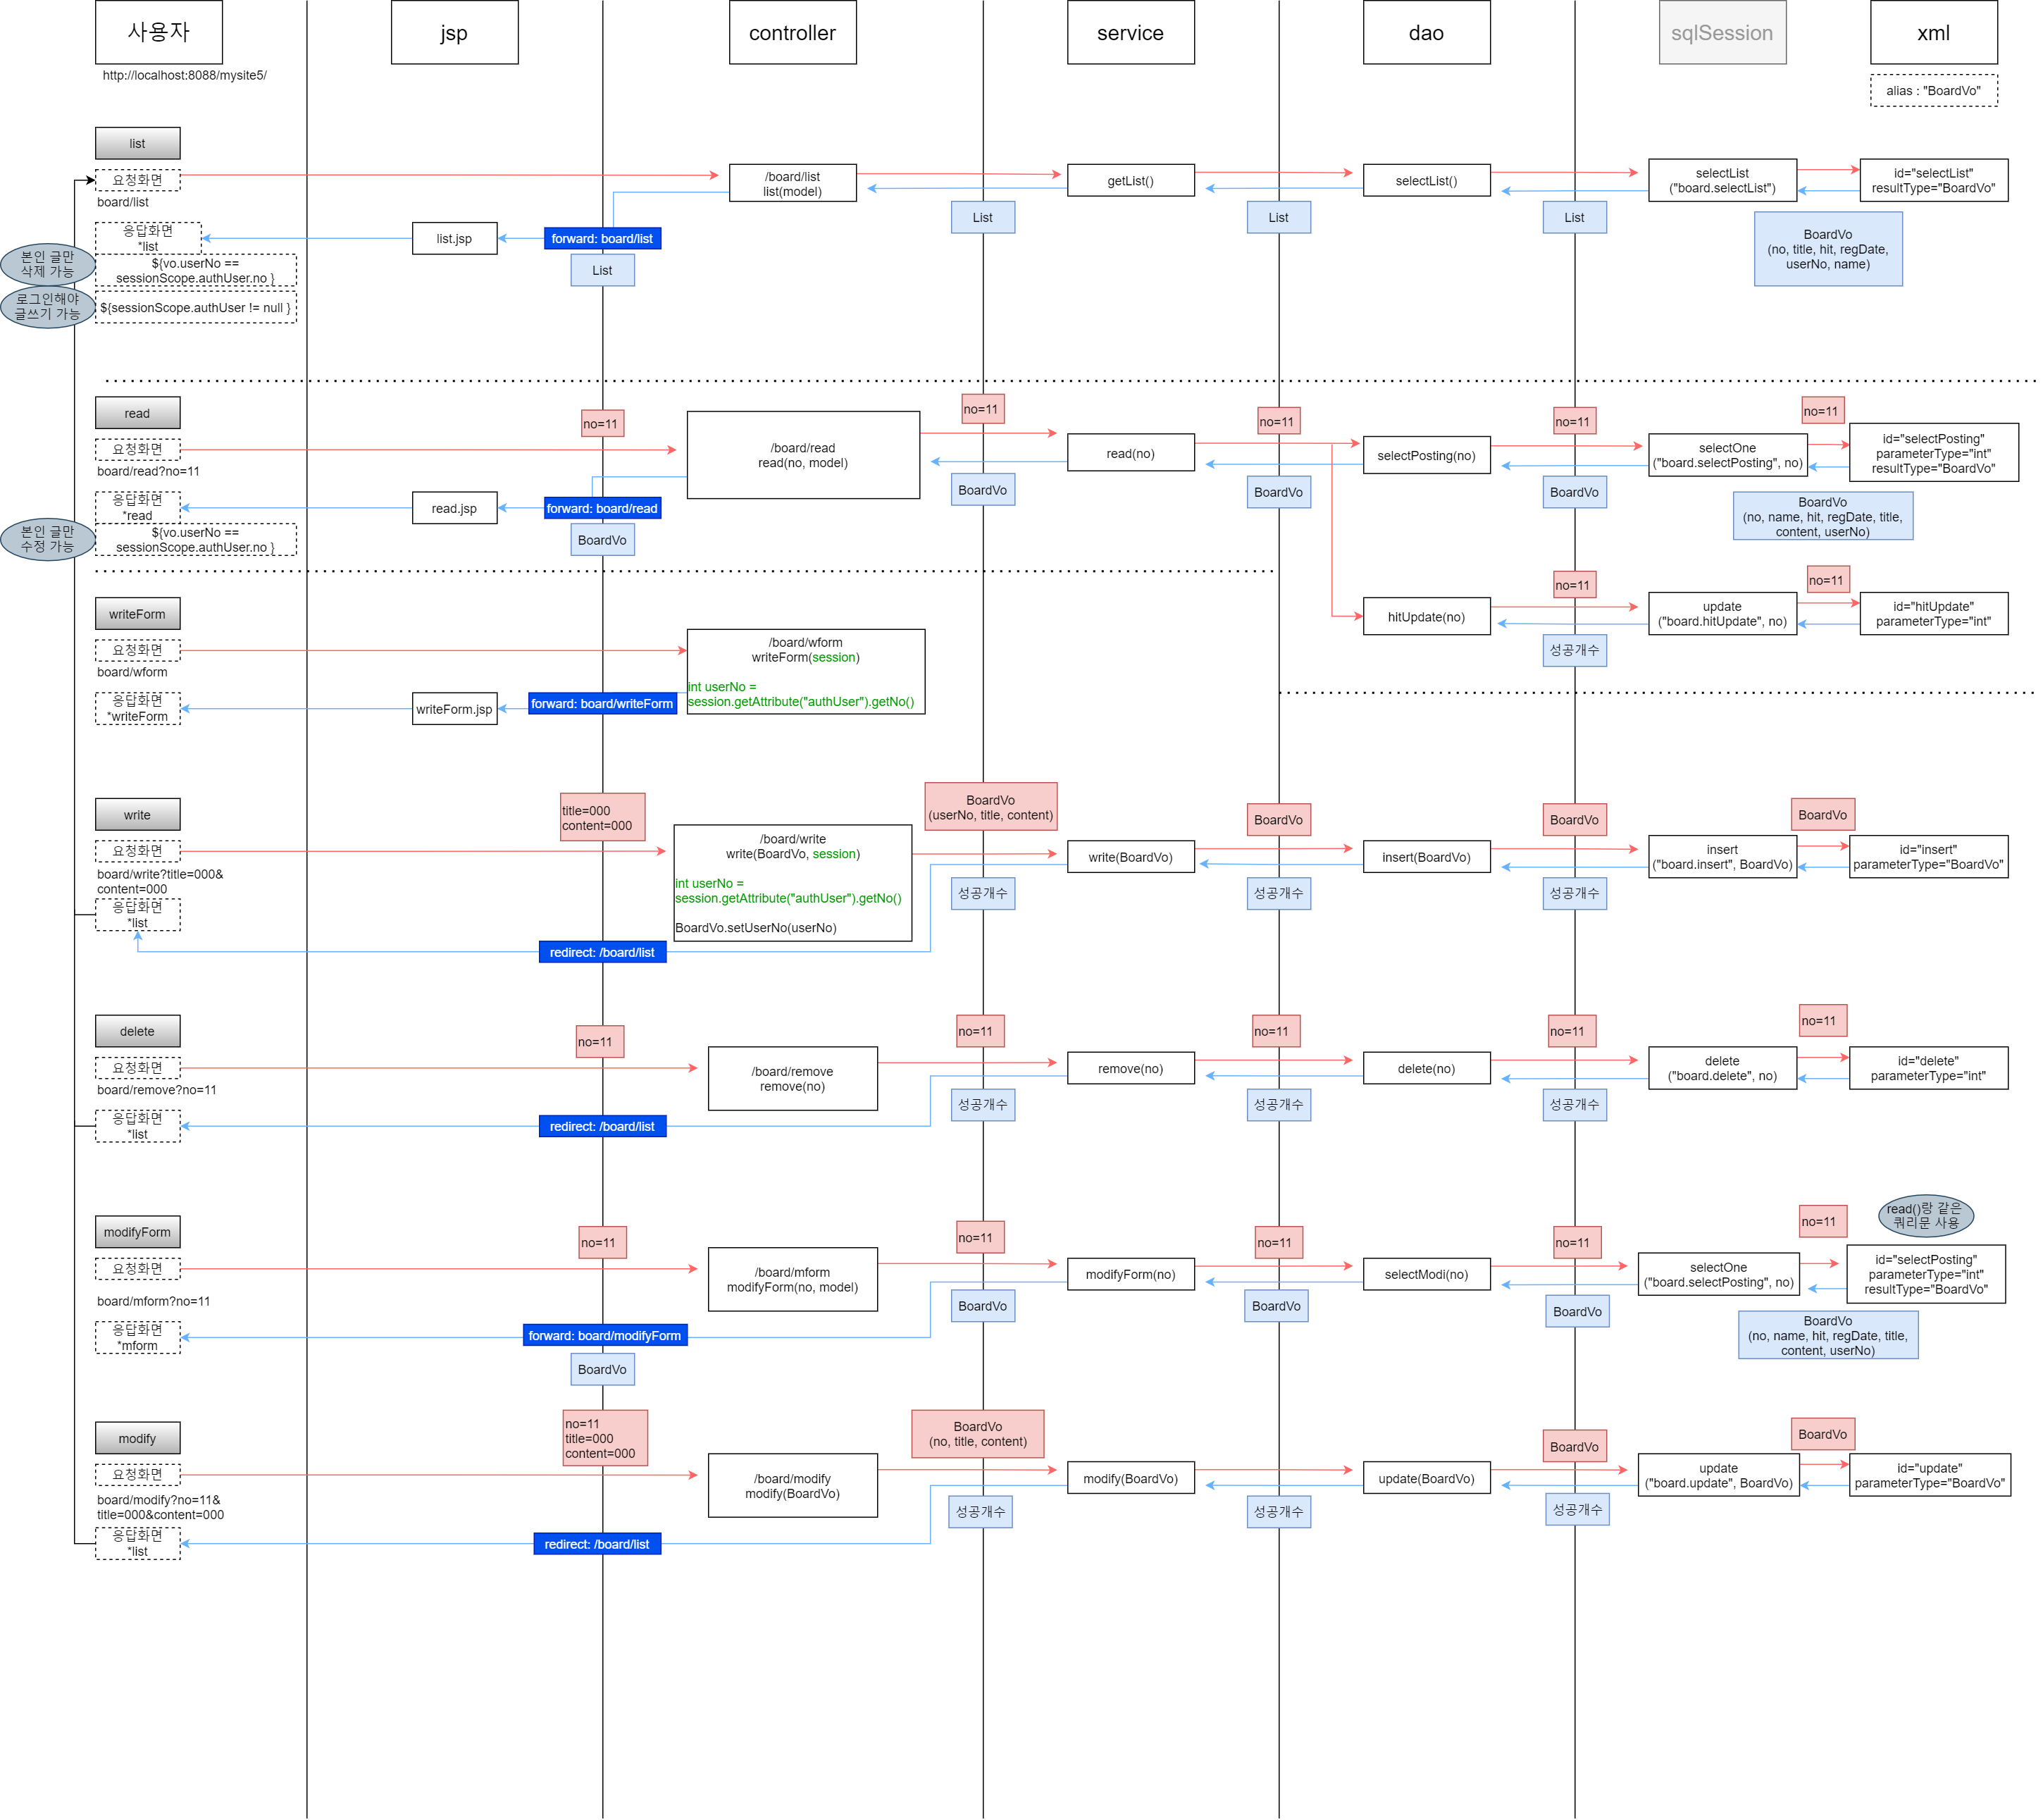 사용자
jsp
controller
service
dao
sqlSession
xml
http://localhost:8088/mysite5/
alias : "BoardVo"
list
요청화면
board/list
/board/list
list(model)
getList()
selectList()
selectList
("board.selectList")
id="selectList"
resultType="BoardVo"
List
List
List
BoardVo
(no, title, hit, regDate,
userNo, name)
응답화면
*list
list.jsp
forward: board/list
List
본인 글만
삭제 가능
${vo.userNo ==
sessionScope.authUser.no }
로그인해야
글쓰기 가능
${sessionScope.authUser != null }
read
요청화면
board/read?no=11
no=11
/board/read
read(no, model)
no=11
read(no)
no=11
selectPosting(no)
no=11
selectOne
("board.selectPosting", no)
no=11
id="selectPosting"
parameterType="int"
resultType="BoardVo"
BoardVo
BoardVo
BoardVo
BoardVo
(no, name, hit, regDate, title,
content, userNo)
응답화면
*read
read.jsp
forward: board/read
BoardVo
본인 글만
수정 가능
${vo.userNo ==
sessionScope.authUser.no }
hitUpdate(no)
no=11
update
("board.hitUpdate", no)
no=11
id="hitUpdate"
parameterType="int"
성공개수
writeForm
요청화면
board/wform
/board/wform
writeForm(session)
int userNo =
session.getAttribute("authUser").getNo()
응답화면
*writeForm
writeForm.jsp
forward: board/writeForm
write
요청화면
board/write?title=000&
content=000
title=000
content=000
/board/write
write(BoardVo, session)
int userNo =
session.getAttribute("authUser").getNo()
BoardVo.setUserNo(userNo)
BoardVo
(userNo, title, content)
write(BoardVo)
BoardVo
insert(BoardVo)
BoardVo
insert
("board.insert", BoardVo)
BoardVo
id="insert"
parameterType="BoardVo"
성공개수
성공개수
성공개수
응답화면
*list
redirect: /board/list
delete
요청화면
board/remove?no=11
no=11
/board/remove
remove(no)
no=11
remove(no)
no=11
delete(no)
no=11
delete
("board.delete", no)
no=11
id="delete"
parameterType="int"
성공개수
성공개수
성공개수
응답화면
*list
redirect: /board/list
modifyForm
요청화면
board/mform?no=11
no=11
/board/mform
modifyForm(no, model)
no=11
modifyForm(no)
no=11
selectModi(no)
no=11
selectOne
("board.selectPosting", no)
no=11
read()랑 같은
쿼리문 사용
id="selectPosting"
parameterType="int"
resultType="BoardVo"
BoardVo
BoardVo
BoardVo
BoardVo
(no, name, hit, regDate, title,
content, userNo)
응답화면
*mform
forward: board/modifyForm
BoardVo
modify
요청화면
board/modify?no=11&
title=000&content=000
no=11
title=000
content=000
/board/modify
modify(BoardVo)
BoardVo
(no, title, content)
modify(BoardVo)
update(BoardVo)
BoardVo
update
("board.update", BoardVo)
BoardVo
id="update"
parameterType="BoardVo"
성공개수
성공개수
성공개수
응답화면
*list
redirect: /board/list